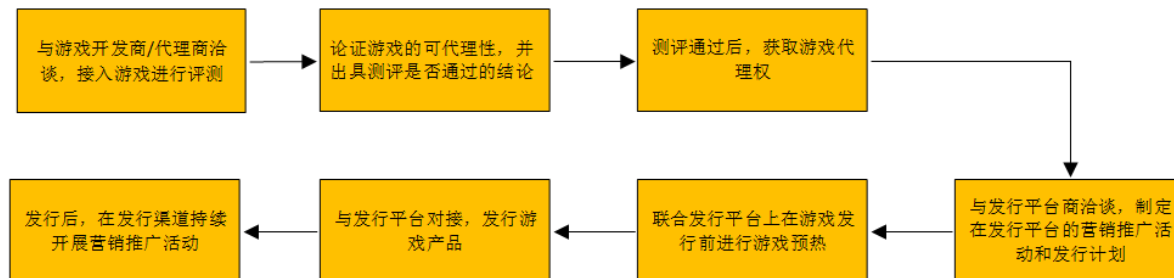 与游戏开发商/代理商洽
谈，接入游戏进行评测
论证游戏的可代理性，并
出具测评是否通过的结论
测评通过后，获取游戏代
理权
与发行平台商洽谈，制定
在发行平台的营销推广活
动和发行计划
联合发行平台上在游戏发
行前进行游戏预热
与发行平台对接，发行游
戏产品
发行后，在发行渠道持续
开展营销推广活动